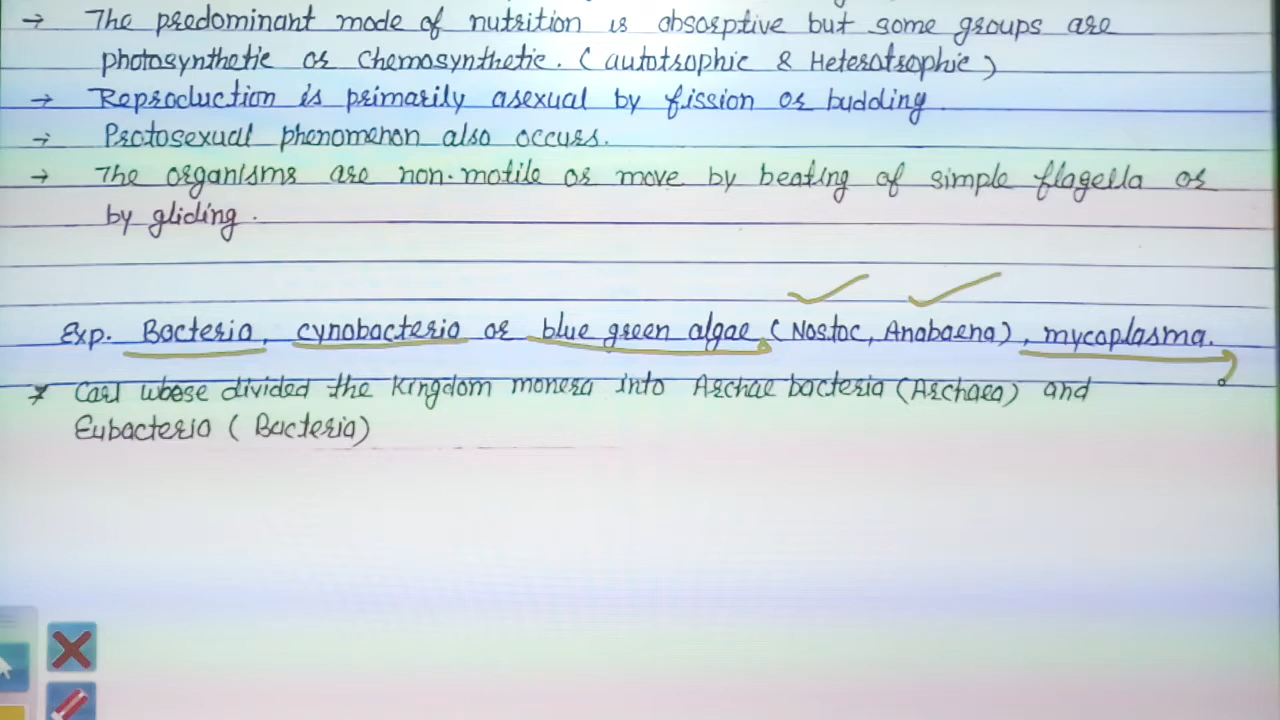 → The predominant mode of nutrition is absorptive but some groups are
photosynthetic or Chemosynthetic. (autotrophic & Heterotrophic)
→ Reproduction is primarily asexual by fission or budding.
→ Protosexual phenomenon also occurs.
→ The organisms are non-motile or move by beating of simple flagella or
by gliding.
Exp. Bacteria, cynobacteria or blue green algae (Nostoc, Anabaena), mycoplasma.
* Carl woose divided the Kingdom monera into Archae bacteria (Archaea) and
Eubacteria (Bacteria)